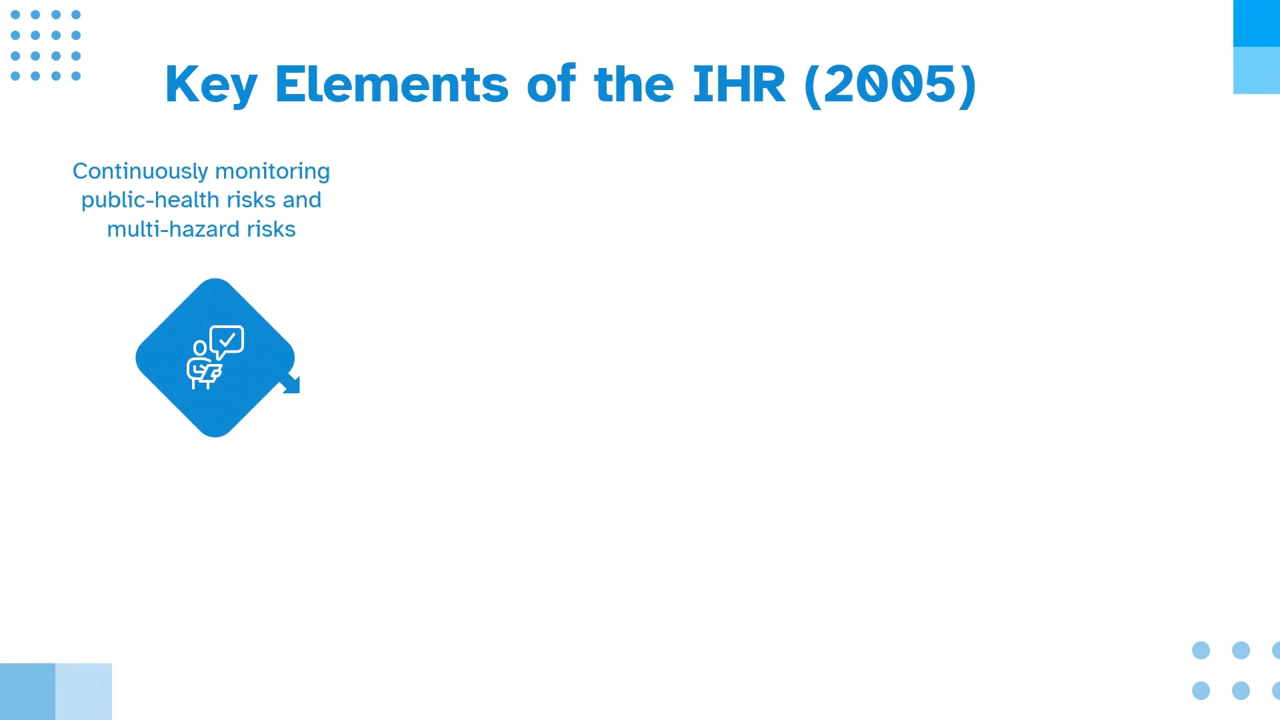 Key Elements of the IHR (2005)
Continuously monitoring
public-health risks and
multi-hazard risks